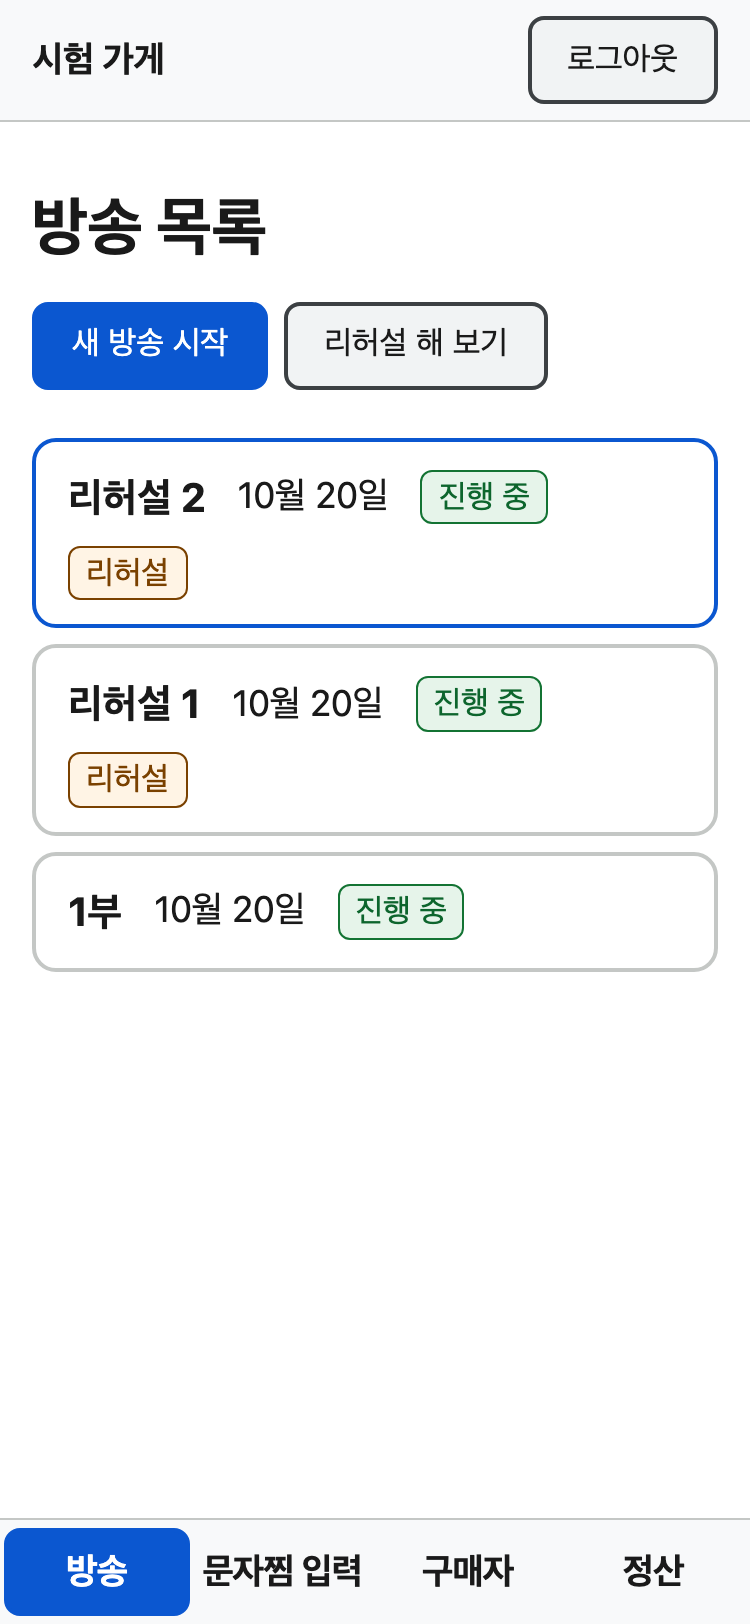 시험 가게
로그아웃
방송 목록
새 방송 시작
리허설 해 보기
리허설 2 10월 20일 진행 중
리허설
리허설 1 10월 20일 진행 중
리허설
1부 10월 20일 진행 중
방송 문자찜 입력 구매자 정산